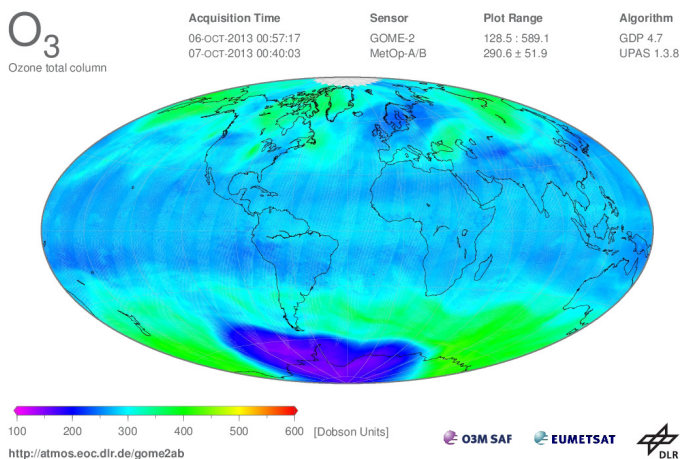 O3
Ozone total column
Acquisition Time Sensor Plot Range Algorithm
06-OCT-2013 00:57:17 GOME-2 128.5 : 589.1 GDP 4.7
07-OCT-2013 00:40:03 MetOp-A/B 290.6 ± 51.9 UPAS 1.3.8
100 200 300 400 500 600 [Dobson Units]
http://atmos.eoc.dlr.de/gome2ab
O3M SAF EUMETSAT DLR